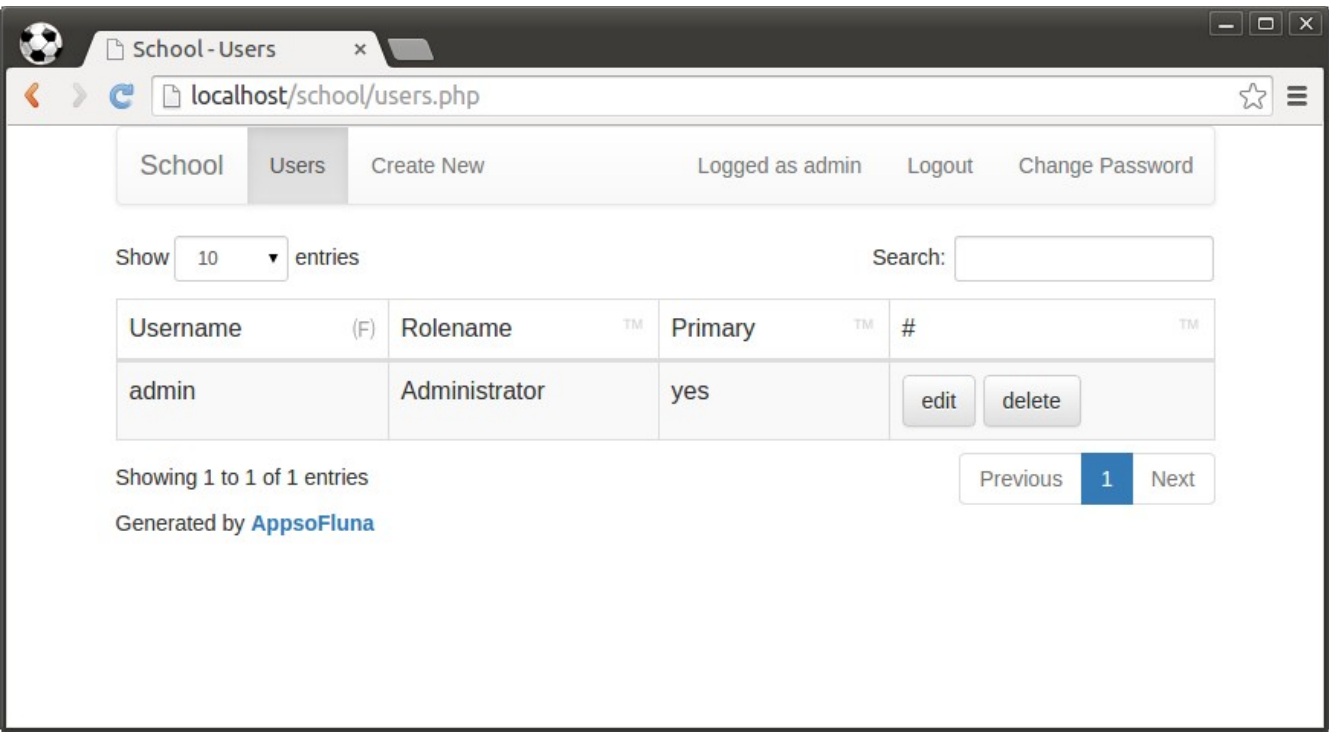 School - Users
localhost/school/users.php
School Users Create New Logged as admin Logout Change Password
Show 10 entries Search:
Username (F) Rolename TM Primary TM # TM
admin Administrator yes edit delete
Showing 1 to 1 of 1 entries Previous 1 Next
Generated by AppsoFluna